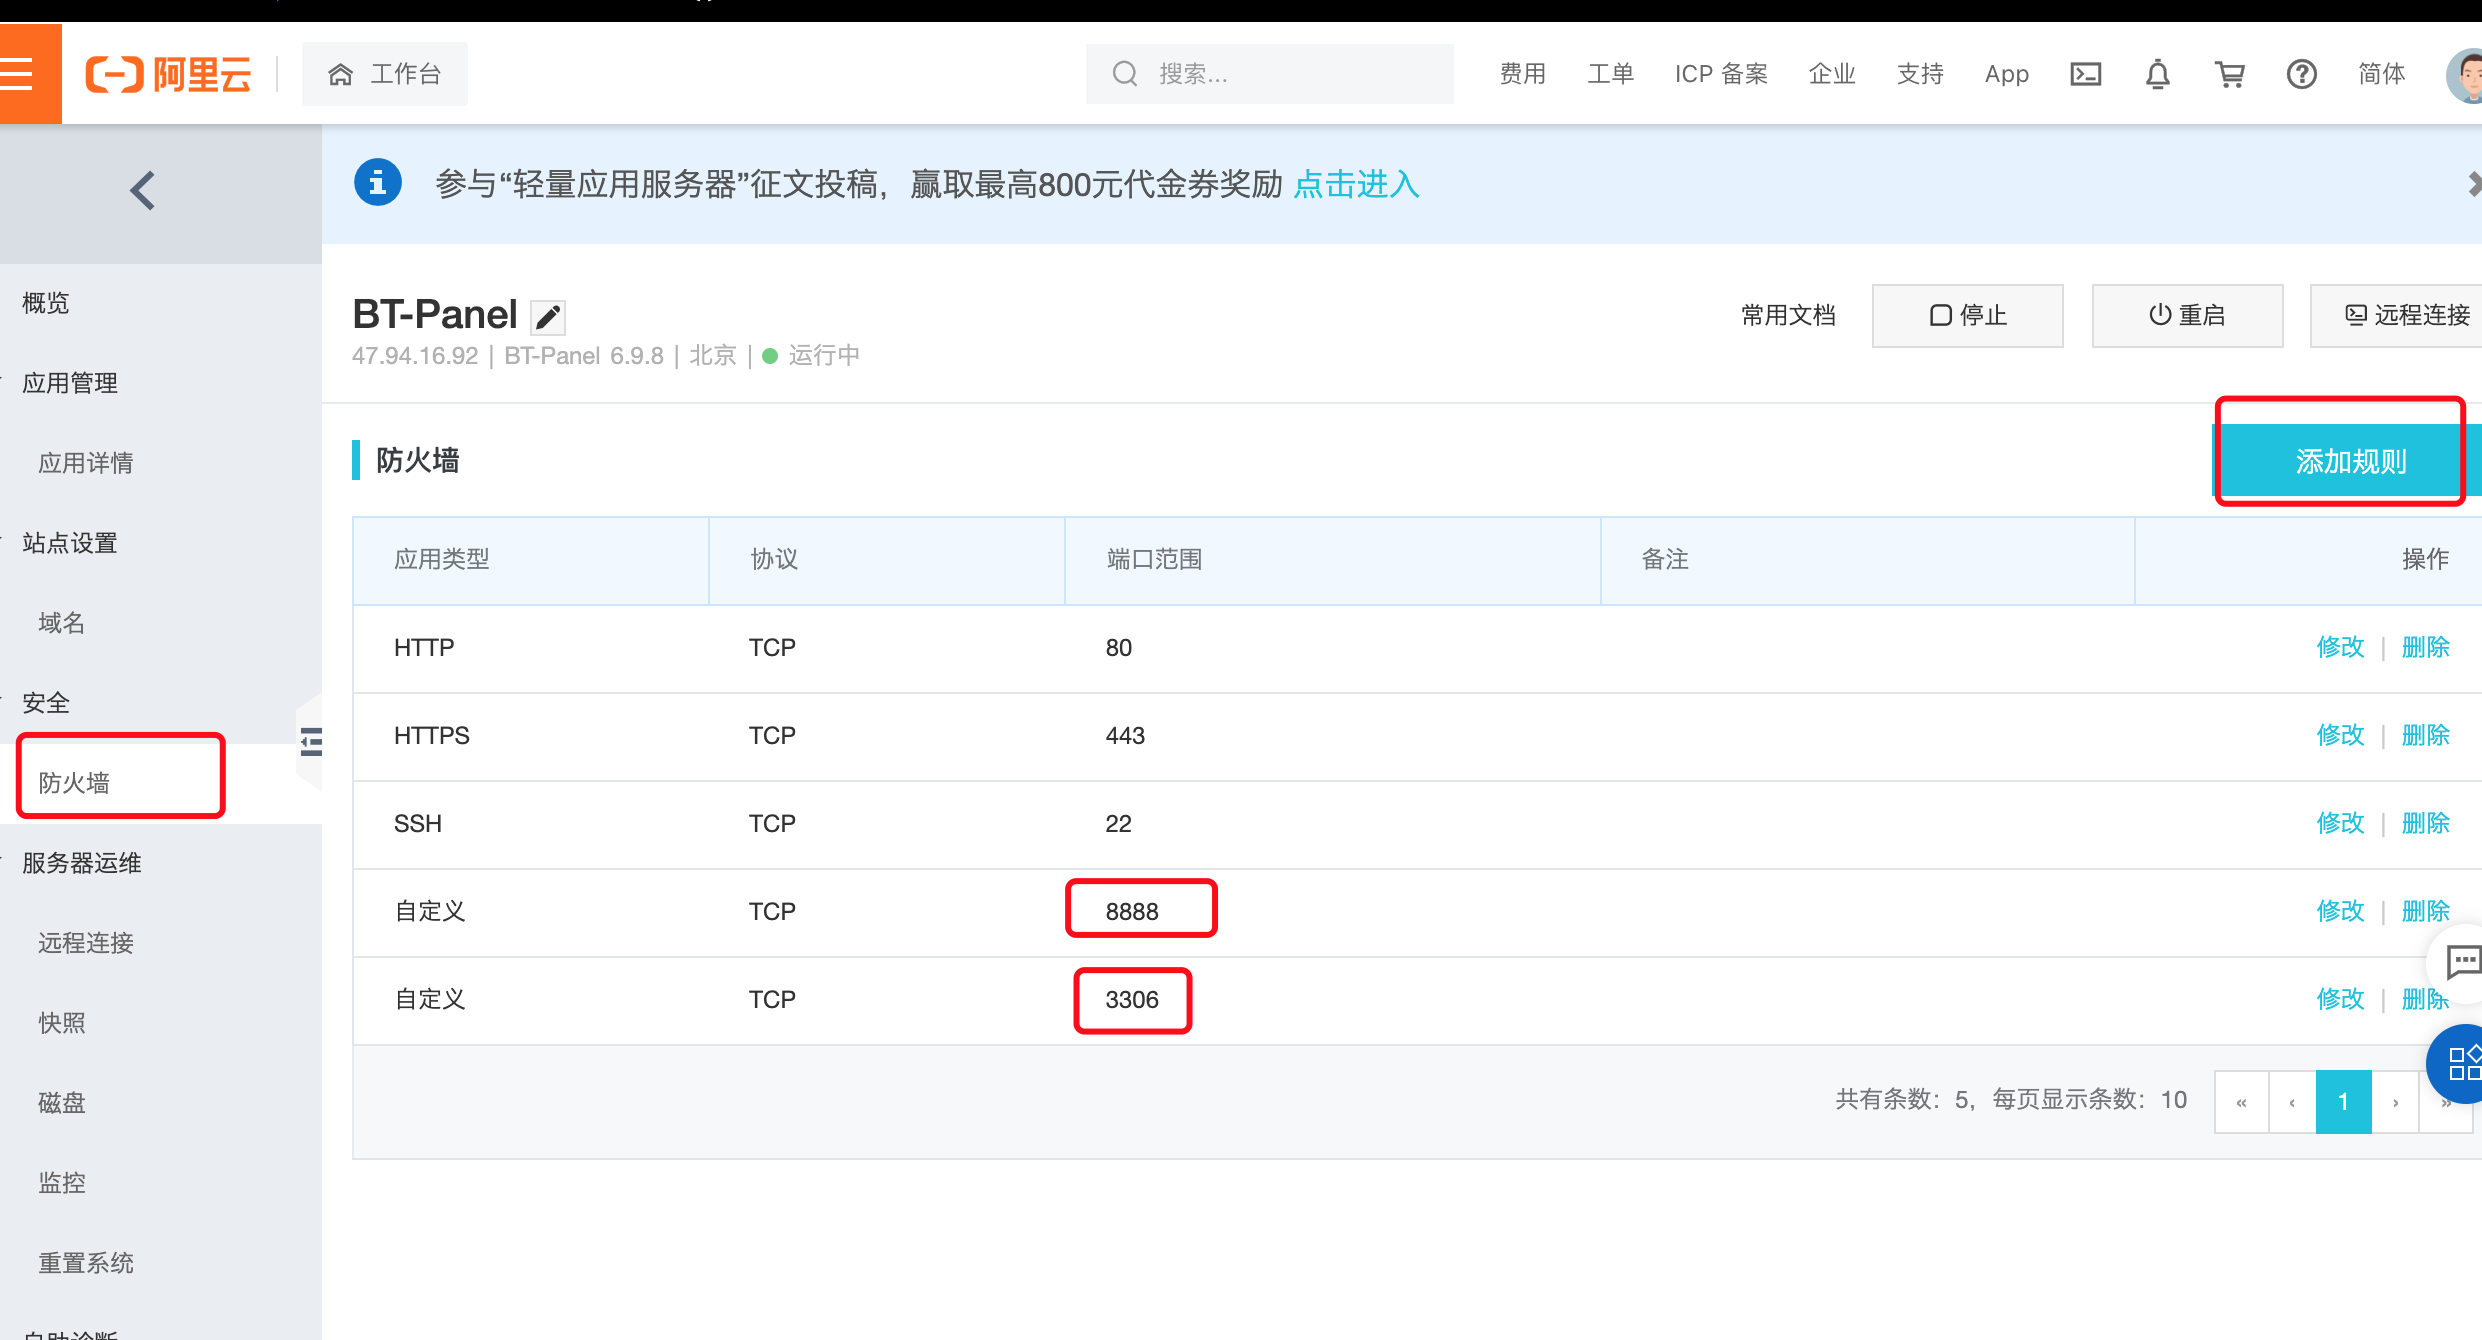 阿里云
工作台
搜索...
费用
工单
ICP 备案
企业
支持
App
简体
参与“轻量应用服务器”征文投稿，赢取最高800元代金券奖励 点击进入
概览
应用管理
应用详情
站点设置
域名
安全
防火墙
服务器运维
远程连接
快照
磁盘
监控
重置系统
自助诊断
BT-Panel
47.94.16.92 | BT-Panel 6.9.8 | 北京 | 运行中
常用文档
停止
重启
远程连接
防火墙
添加规则
应用类型 协议 端口范围 备注 操作
HTTP TCP 80 修改 | 删除
HTTPS TCP 443 修改 | 删除
SSH TCP 22 修改 | 删除
自定义 TCP 8888 修改 | 删除
自定义 TCP 3306 修改 | 删除
共有条数：5，每页显示条数：10 « ‹ 1 › »